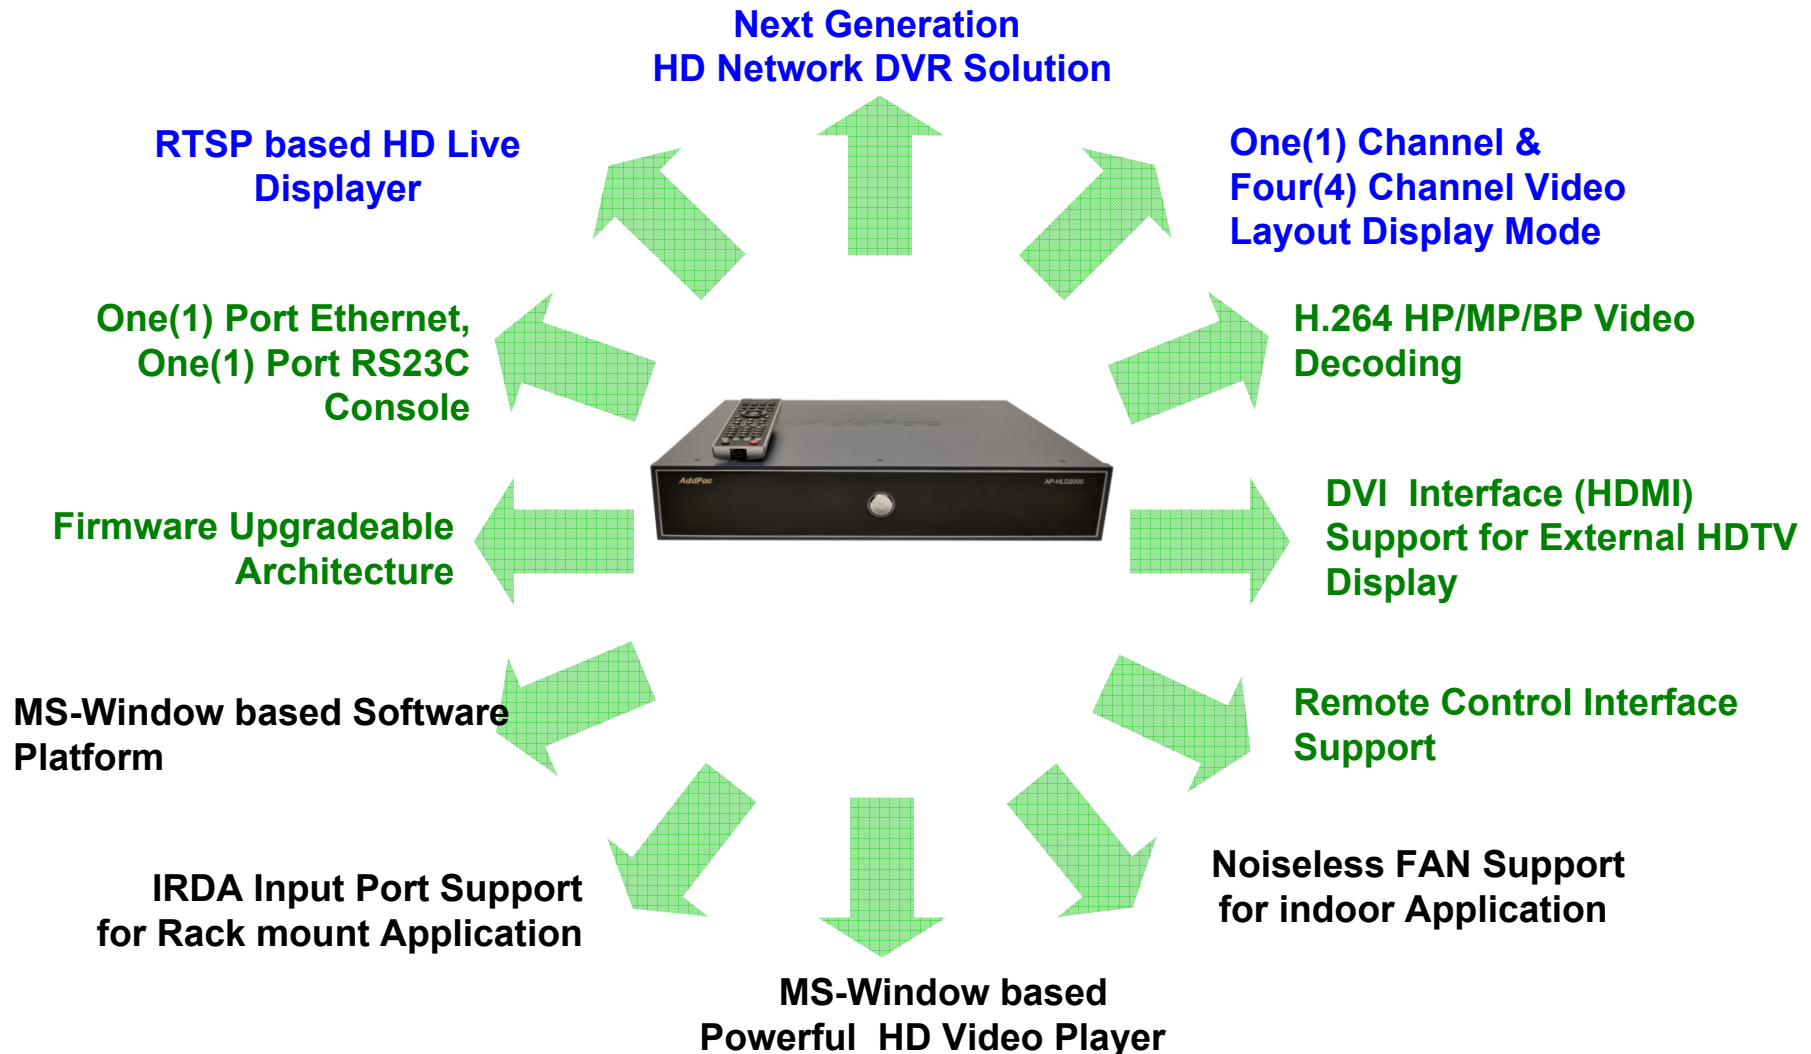 Next Generation
HD Network DVR Solution
RTSP based HD Live
Displayer
One(1) Channel &
Four(4) Channel Video
Layout Display Mode
One(1) Port Ethernet,
One(1) Port RS23C
Console
H.264 HP/MP/BP Video
Decoding
AddPac
AddPac
AP-HLD2000
Firmware Upgradeable
Architecture
DVI Interface (HDMI)
Support for External HDTV
Display
MS-Window based Software
Platform
Remote Control Interface
Support
IRDA Input Port Support
for Rack mount Application
Noiseless FAN Support
for indoor Application
MS-Window based
Powerful HD Video Player